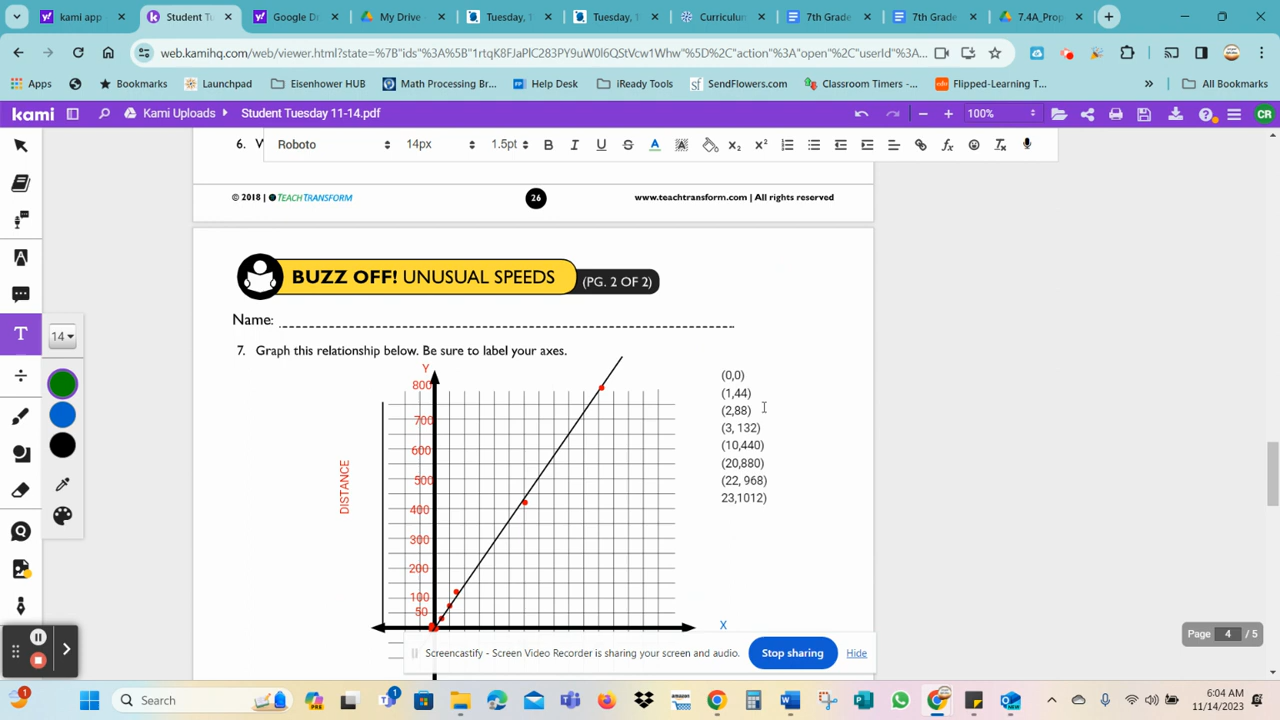 kami app
Student Tu
Google Dr
My Drive -
Tuesday, 1
Tuesday, 1
Curriculum
7th Grade
7th Grade
7.4A_Prop
web.kamihq.com/web/viewer.html?state=%7B"ids"%3A%5B"1rtqK8FJaPlC283PY9uW0l6QStVcw1Whw"%5D%2C"action"%3A"open"%2C"userId"%3A...
Apps
Bookmarks
Launchpad
Eisenhower HUB
Math Processing Br...
Help Desk
iReady Tools
SendFlowers.com
Classroom Timers -...
Flipped-Learning T...
All Bookmarks
kami
Kami Uploads
Student Tuesday 11-14.pdf
100%
CR
6. V
Roboto
14px
1.5pt
© 2018 | TEACHTRANSFORM
26
www.teachtransform.com | All rights reserved
BUZZ OFF! UNUSUAL SPEEDS (PG. 2 OF 2)
Name:
7. Graph this relationship below. Be sure to label your axes.
Y
800
700
600
500
400
300
200
100
50
DISTANCE
X
(0,0)
(1,44)
(2,88)
(3, 132)
(10,440)
(20,880)
(22, 968)
23,1012)
14
Page 4 / 5
Screencastify - Screen Video Recorder is sharing your screen and audio.
Stop sharing
Hide
Search
6:04 AM
11/14/2023